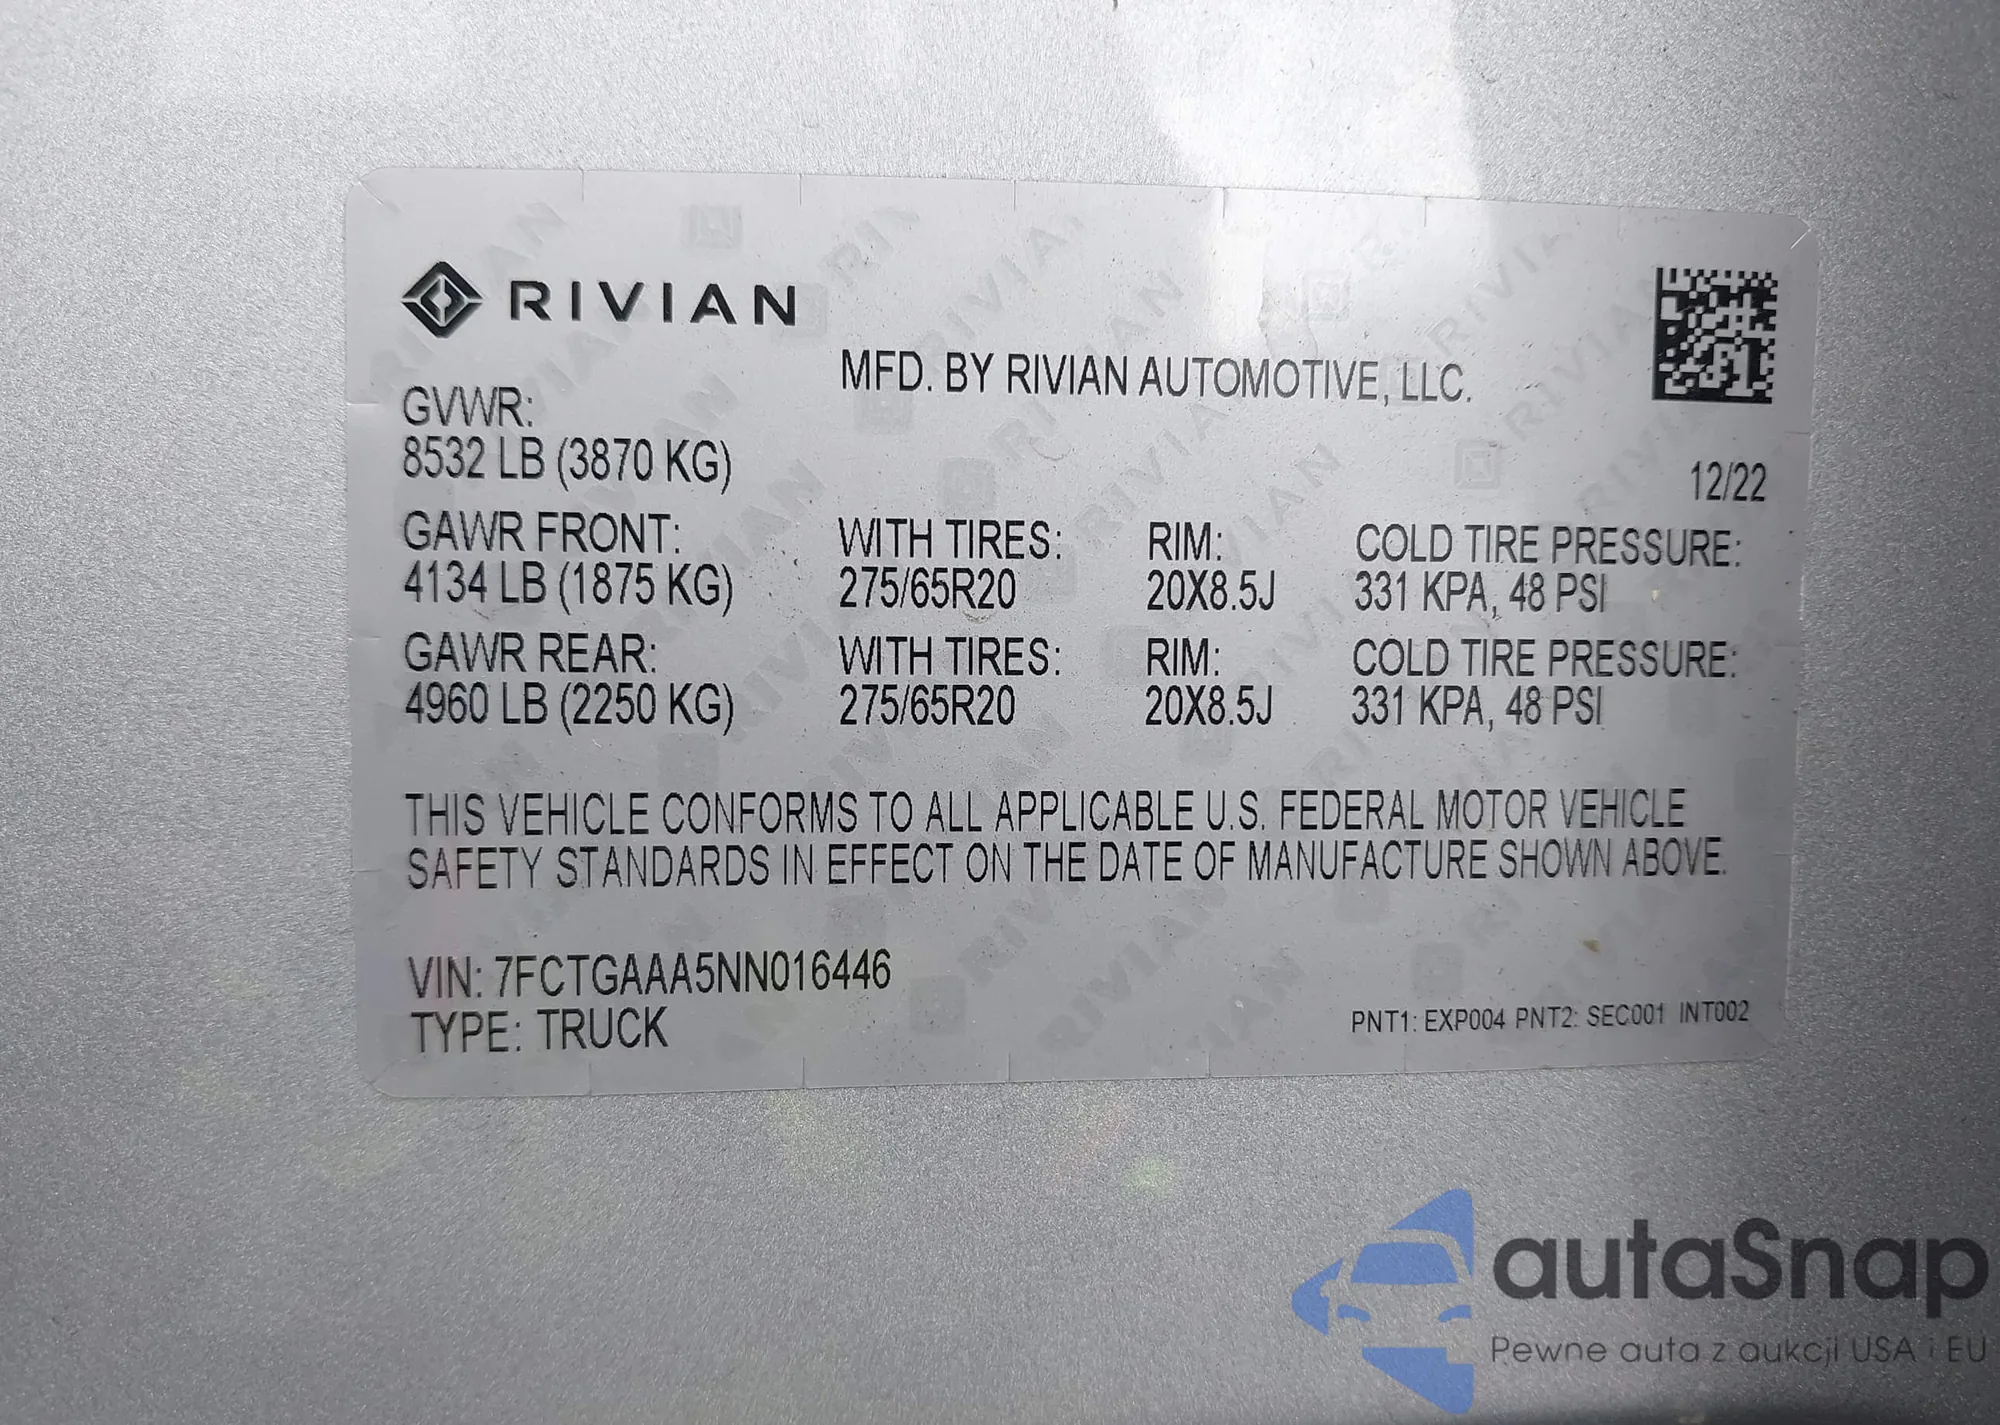 RIVIAN
MFD. BY RIVIAN AUTOMOTIVE, LLC.
GVWR:
8532 LB (3870 KG)
12/22
GAWR FRONT: WITH TIRES: RIM: COLD TIRE PRESSURE:
4134 LB (1875 KG) 275/65R20 20X8.5J 331 KPA, 48 PSI
GAWR REAR: WITH TIRES: RIM: COLD TIRE PRESSURE:
4960 LB (2250 KG) 275/65R20 20X8.5J 331 KPA, 48 PSI
THIS VEHICLE CONFORMS TO ALL APPLICABLE U.S. FEDERAL MOTOR VEHICLE
SAFETY STANDARDS IN EFFECT ON THE DATE OF MANUFACTURE SHOWN ABOVE.
VIN: 7FCTGAAA5NN016446
TYPE: TRUCK
PNT1: EXP004 PNT2: SEC001 INT002
autaSnap
Pewne auta z aukcji USA i EU